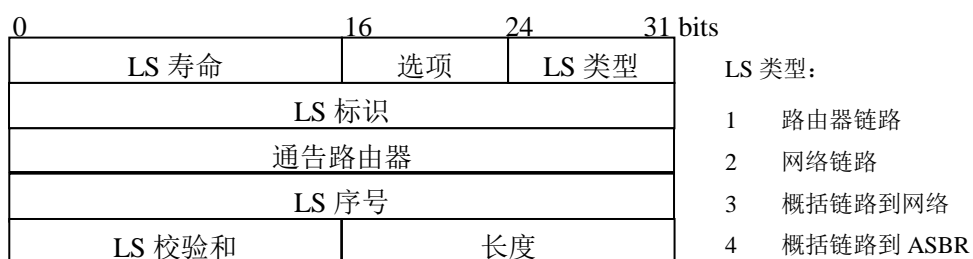 0 16 24 31 bits
LS 寿命 选项 LS 类型
LS 标识
通告路由器
LS 序号
LS 校验和 长度
LS 类型：
1 路由器链路
2 网络链路
3 概括链路到网络
4 概括链路到 ASBR